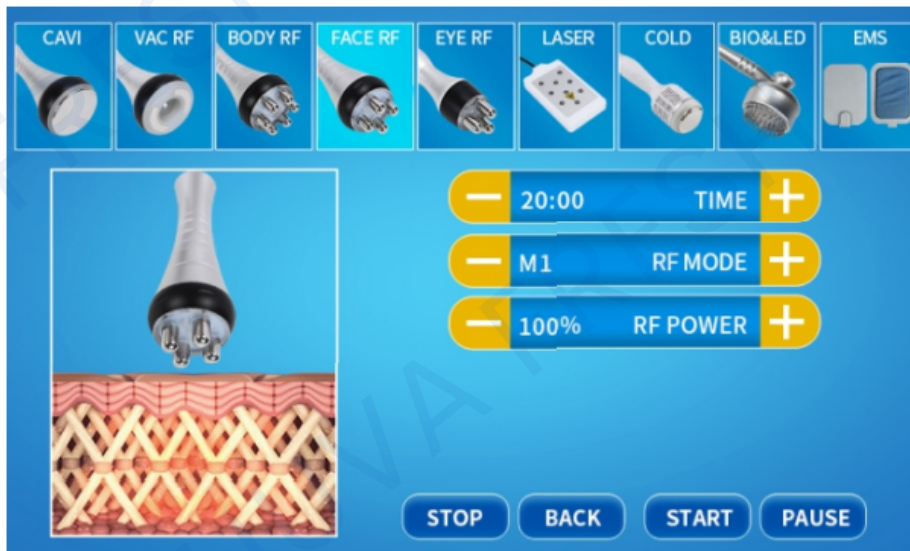 CAVI
VAC RF
BODY RF
FACE RF
EYE RF
LASER
COLD
BIO&LED
EMS
20:00 TIME
M1 RF MODE
100% RF POWER
STOP BACK START PAUSE